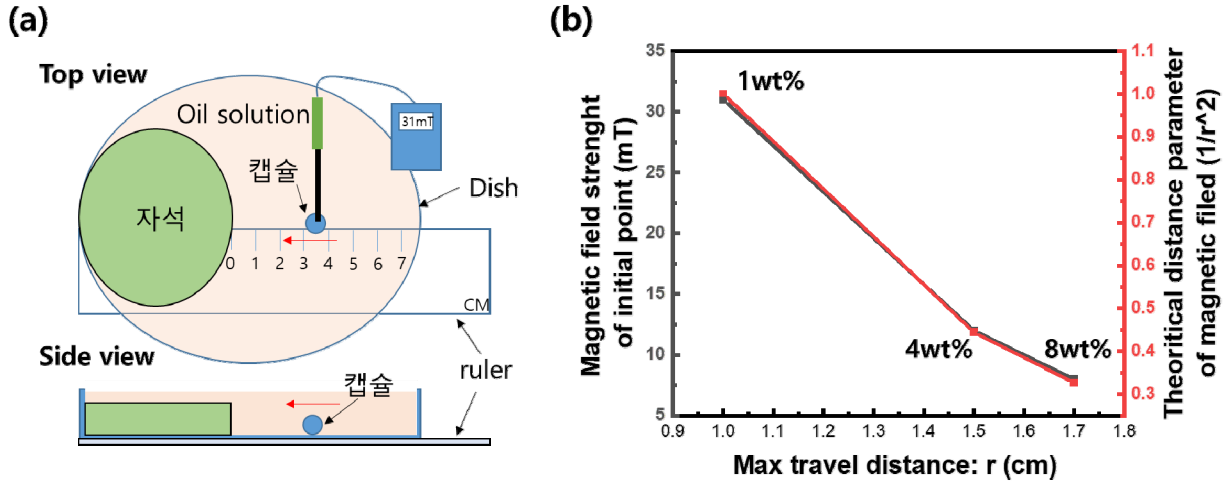 (a)
Top view
Oil solution
31mT
캡슐
Dish
자석
0 1 2 3 4 5 6 7
CM
Side view
ruler
캡슐
(b)
Magnetic field strenght
of initial point (mT)
35
30
25
20
15
10
5
1wt%
4wt%
8wt%
0.9 1.0 1.1 1.2 1.3 1.4 1.5 1.6 1.7 1.8
Max travel distance: r (cm)
1.1
1.0
0.9
0.8
0.7
0.6
0.5
0.4
0.3
Theoritical distance parameter
of magnetic filed (1/r^2)